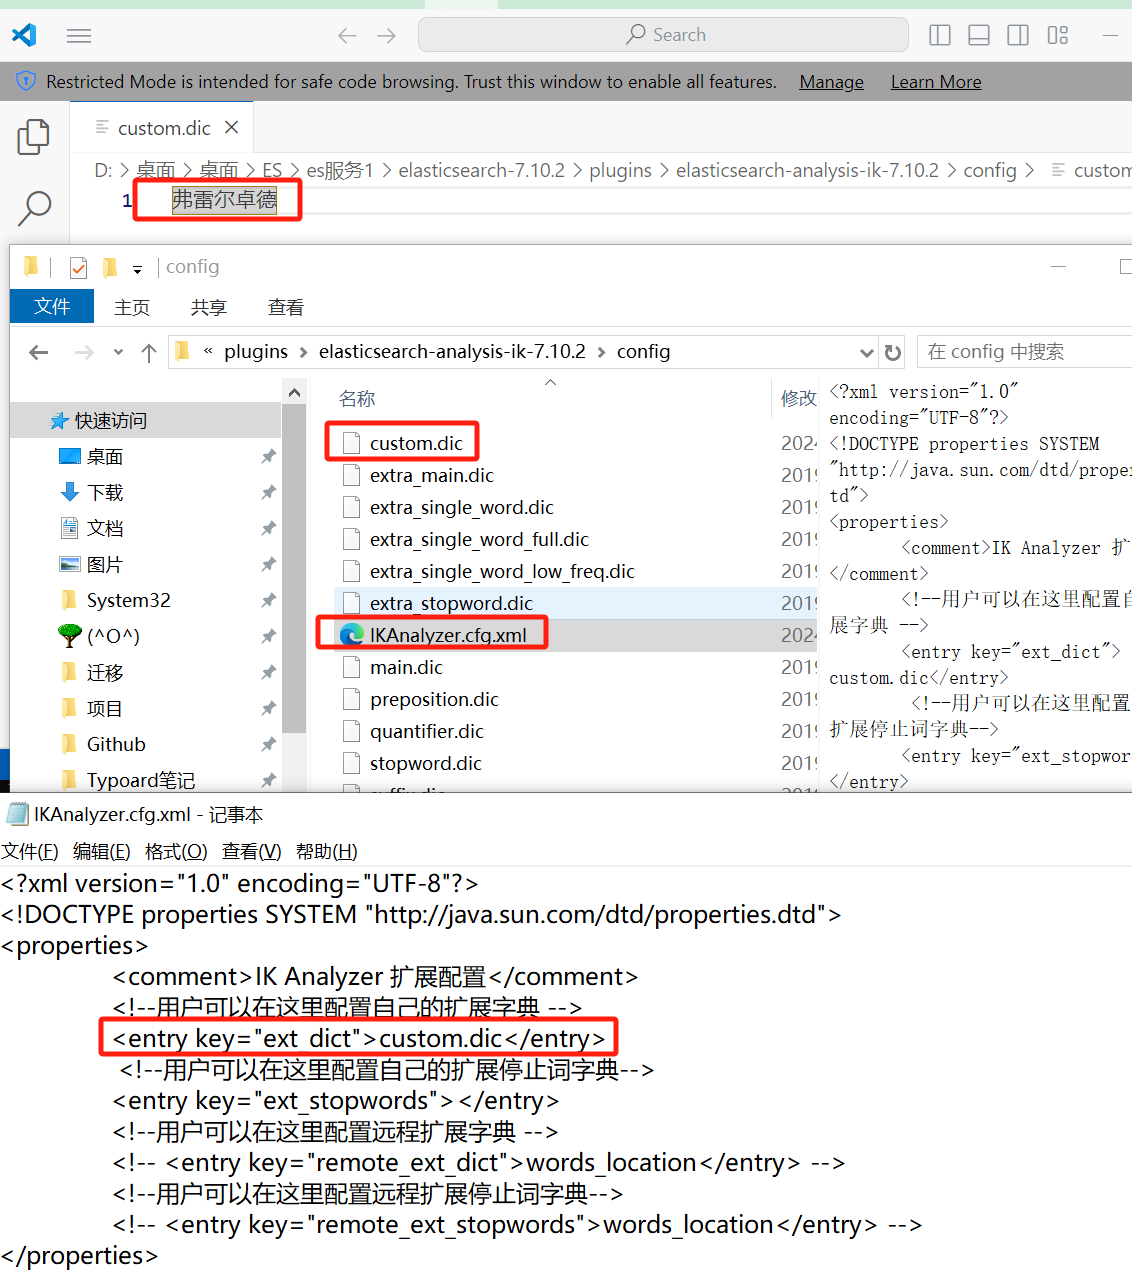 Search
Restricted Mode is intended for safe code browsing. Trust this window to enable all features. Manage Learn More
custom.dic
D: > 桌面 > 桌面 > ES > es服务1 > elasticsearch-7.10.2 > plugins > elasticsearch-analysis-ik-7.10.2 > config > custom
1 弗雷尔卓德
config
文件 主页 共享 查看
« plugins > elasticsearch-analysis-ik-7.10.2 > config
在 config 中搜索
快速访问
桌面
下载
文档
图片
System32
(^O^)
迁移
项目
Github
Typoard笔记
名称 修改
custom.dic 2024
extra_main.dic 2019
extra_single_word.dic 2019
extra_single_word_full.dic 2019
extra_single_word_low_freq.dic 2019
extra_stopword.dic 2019
IKAnalyzer.cfg.xml 2024
main.dic 2019
preposition.dic 2019
quantifier.dic 2019
stopword.dic 2019
<?xml version="1.0"
encoding="UTF-8"?>
<!DOCTYPE properties SYSTEM
"http://java.sun.com/dtd/proper
td">
<properties>
<comment>IK Analyzer 扩
</comment>
<!--用户可以在这里配置自
展字典 -->
<entry key="ext_dict">
custom.dic</entry>
<!--用户可以在这里配置
扩展停止词字典-->
<entry key="ext_stopwor
</entry>
IKAnalyzer.cfg.xml - 记事本
文件(F) 编辑(E) 格式(O) 查看(V) 帮助(H)
<?xml version="1.0" encoding="UTF-8"?>
<!DOCTYPE properties SYSTEM "http://java.sun.com/dtd/properties.dtd">
<properties>
<comment>IK Analyzer 扩展配置</comment>
<!--用户可以在这里配置自己的扩展字典 -->
<entry key="ext_dict">custom.dic</entry>
<!--用户可以在这里配置自己的扩展停止词字典-->
<entry key="ext_stopwords"></entry>
<!--用户可以在这里配置远程扩展字典 -->
<!-- <entry key="remote_ext_dict">words_location</entry> -->
<!--用户可以在这里配置远程扩展停止词字典-->
<!-- <entry key="remote_ext_stopwords">words_location</entry> -->
</properties>